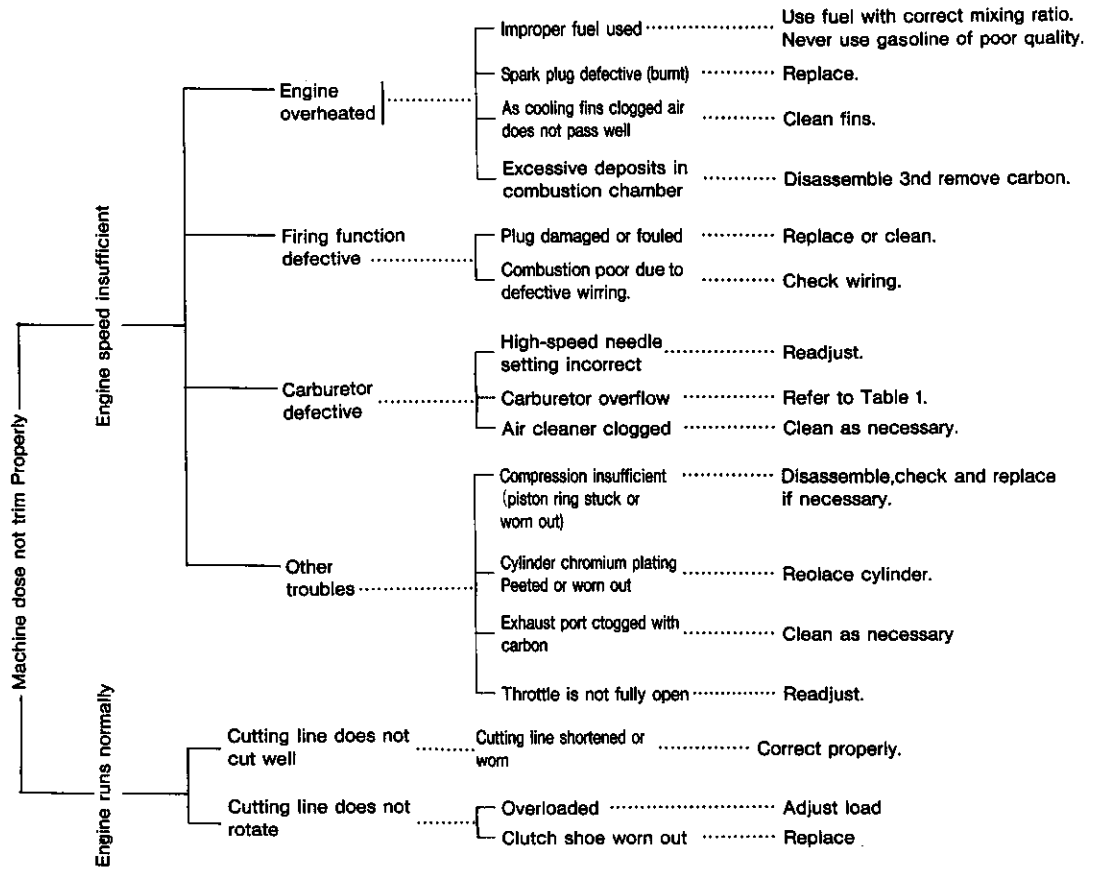 Machine dose not trim Properly
Engine speed insufficient
Engine overheated
Improper fuel used
Use fuel with correct mixing ratio.
Never use gasoline of poor quality.
Spark plug defective (burnt)
Replace.
As cooling fins clogged air
does not pass well
Clean fins.
Excessive deposits in
combustion chamber
Disassemble 3nd remove carbon.
Firing function
defective
Plug damaged or fouled
Replace or clean.
Combustion poor due to
defective wirring.
Check wiring.
Carburetor
defective
High-speed needle
setting incorrect
Readjust.
Carburetor overflow
Refer to Table 1.
Air cleaner clogged
Clean as necessary.
Other
troubles
Compression insufficient
(piston ring stuck or
worn out)
Disassemble,check and replace
if necessary.
Cylinder chromium plating
Peeted or worn out
Reolace cylinder.
Exhaust port ctogged with
carbon
Clean as necessary
Throttle is not fully open
Readjust.
Engine runs normally
Cutting line does not
cut well
Cutting line shortened or
worn
Correct properly.
Cutting line does not
rotate
Overloaded
Adjust load
Clutch shoe worn out
Replace